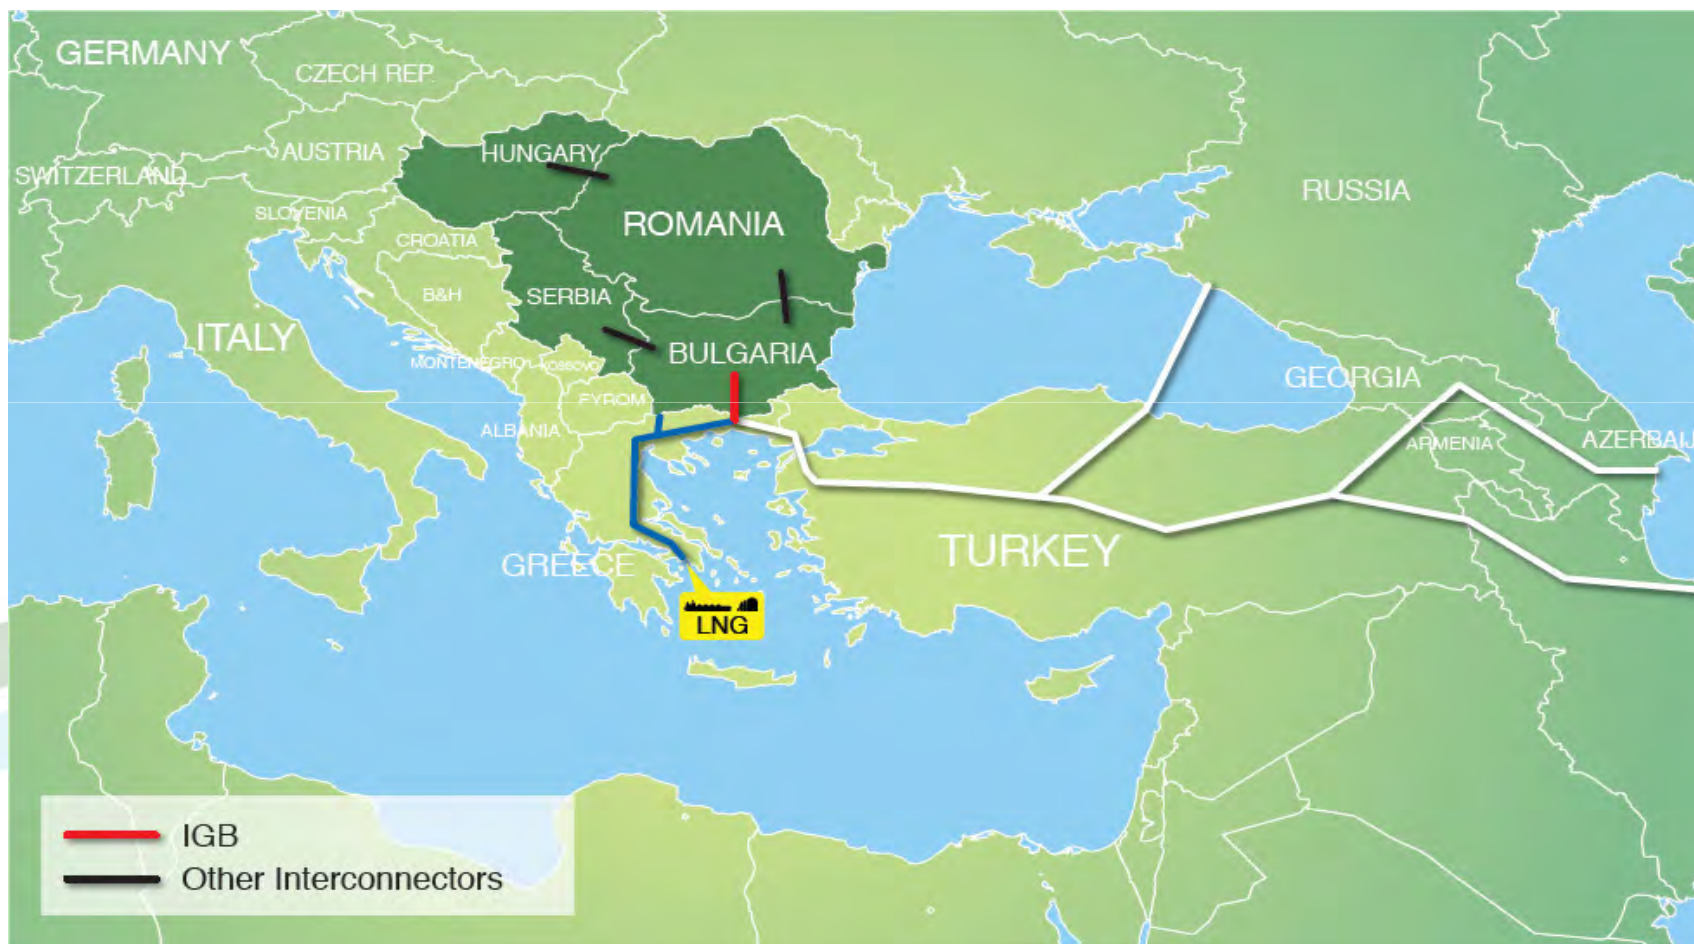 GERMANY
CZECH REP.
AUSTRIA
HUNGARY
SWITZERLAND
RUSSIA
SLOVENIA
ROMANIA
CROATIA
B&H
SERBIA
ITALY
BULGARIA
MONTENEGRO
KOSSOVO
GEORGIA
FYROM
ALBANIA
ARMENIA
AZERBAIJ
TURKEY
GREECE
LNG
IGB
Other Interconnectors